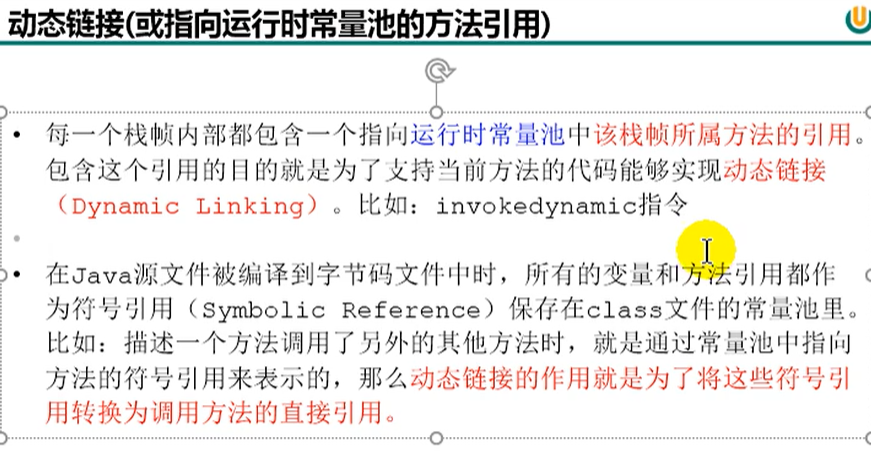 动态链接(或指向运行时常量池的方法引用)
• 每一个栈帧内部都包含一个指向运行时常量池中该栈帧所属方法的引用。
包含这个引用的目的就是为了支持当前方法的代码能够实现动态链接
（Dynamic Linking）。比如：invokedynamic指令
• 在Java源文件被编译到字节码文件中时，所有的变量和方法引用都作
为符号引用（Symbolic Reference）保存在class文件的常量池里。
比如：描述一个方法调用了另外的其他方法时，就是通过常量池中指向
方法的符号引用来表示的，那么动态链接的作用就是为了将这些符号引
用转换为调用方法的直接引用。